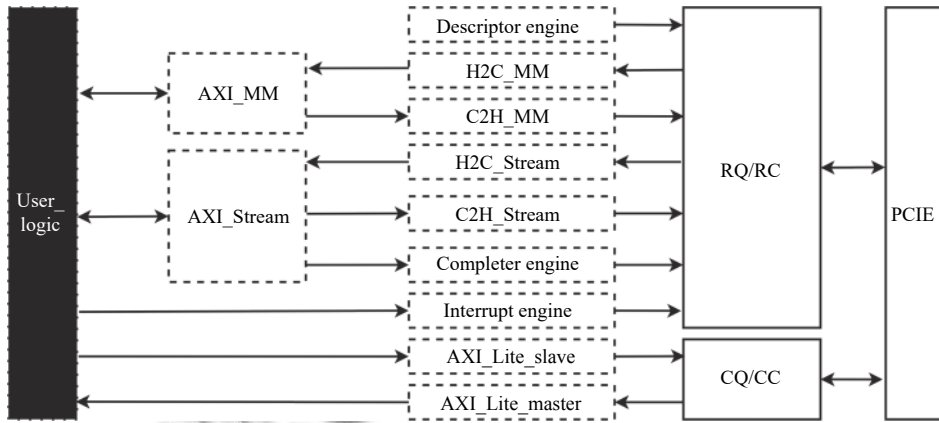 Descriptor engine
H2C_MM
AXI_MM
C2H_MM
H2C_Stream
RQ/RC
User_
logic
AXI_Stream
C2H_Stream
PCIE
Completer engine
Interrupt engine
AXI_Lite_slave
CQ/CC
AXI_Lite_master